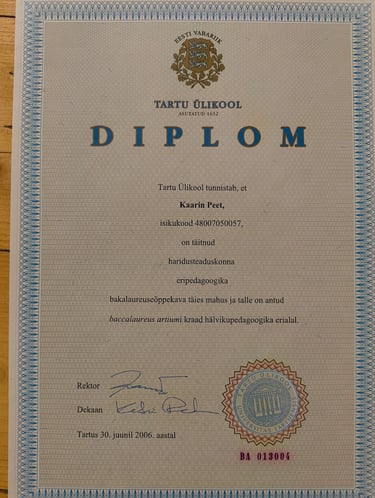 EESTI VABARIIK
TARTU ÜLIKOOL
ASUTATUD 1632
DIPLOM
Tartu Ülikool tunnistab, et
Kaarin Peet,
isikukood 48007050057,
on täitnud
haridusteaduskonna
eripedagoogika
bakalaureuseõppekava täies mahus ja talle on antud
baccalaureus artium kraad hälvikupedagoogika erialal.
Rektor
Dekaan
Tartus 30. juunil 2006. aastal
TARTU ÜLIKOOL
BA 013004